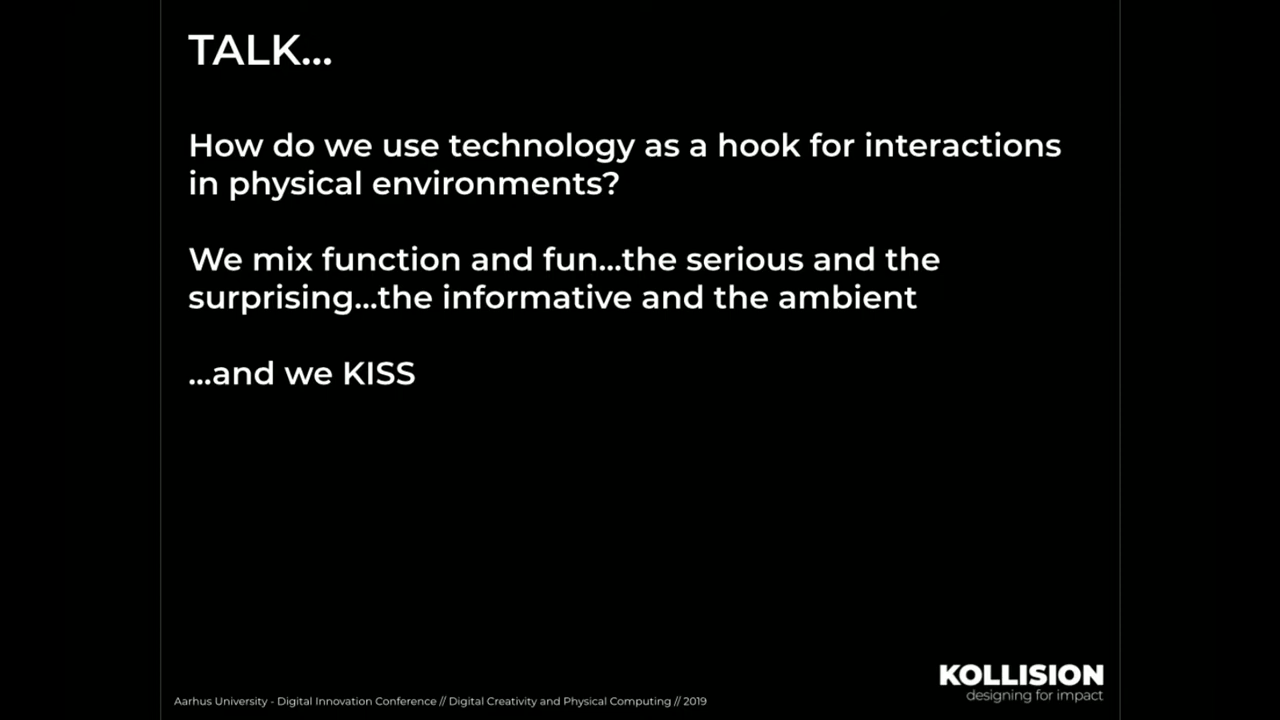 TALK...
How do we use technology as a hook for interactions
in physical environments?
We mix function and fun...the serious and the
surprising...the informative and the ambient
...and we KISS
KOLLISION
designing for impact
Aarhus University - Digital Innovation Conference // Digital Creativity and Physical Computing // 2019